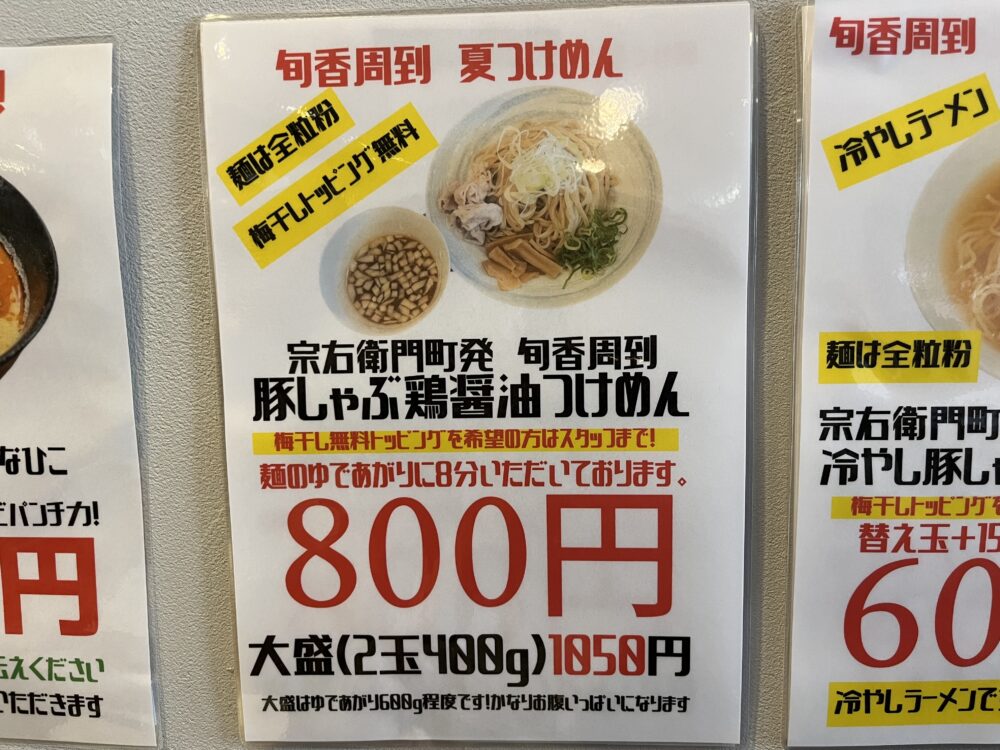 旬香周到 夏つけめん
麺は全粒粉
梅干しトッピング無料
宗右衛門町発 旬香周到
豚しゃぶ鶏醤油つけめん
梅干し無料トッピングを希望の方はスタッフまで!
麺のゆであがりに8分いただいております。
800円
大盛(2玉400g)1050円
大盛はゆであがり600g程度です!かなりお腹いっぱいになります
なひこ
パンチ力!
円
えください
いただきます
旬香周到
冷やしラーメン
麺は全粒粉
宗右衛門町
冷やし豚し
梅干しトッピング
替え玉+15
60
冷やしラーメンで